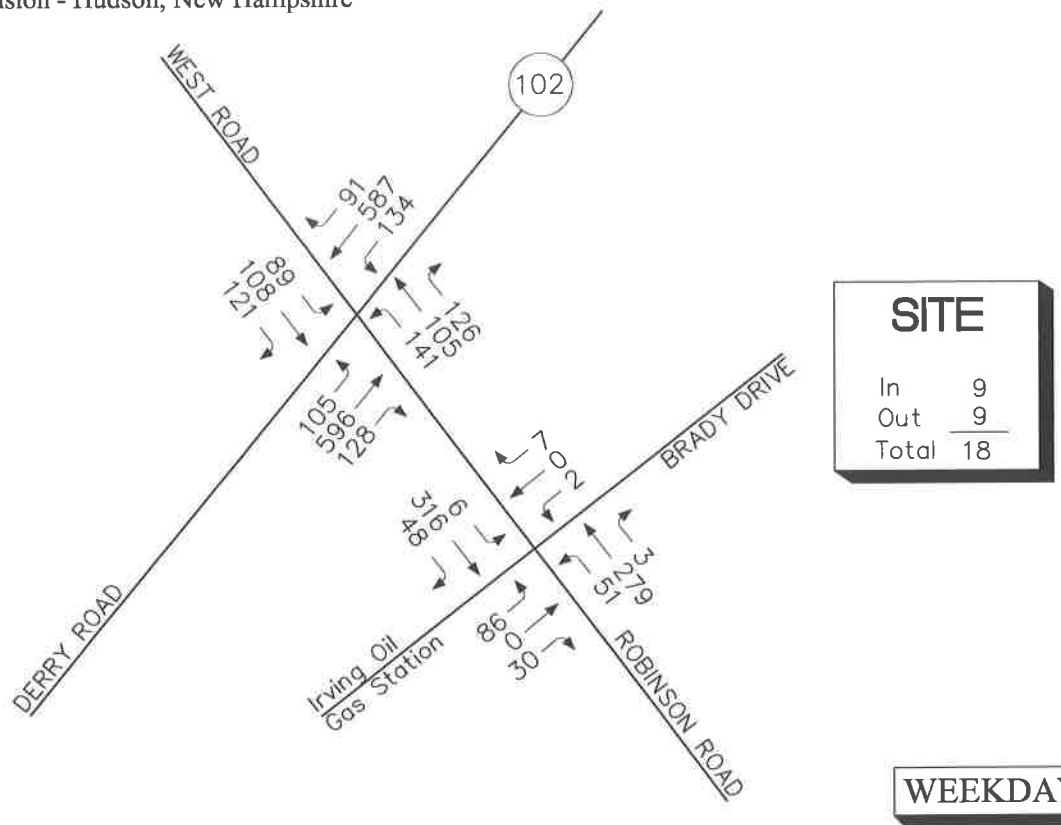 ision - Hudson, New Hampshire
102
WEST ROAD
91
587
134
89
108
121
126
105
141
105
596
128
SITE
In 9
Out 9
Total 18
BRADY DRIVE
7
0
2
6
316
48
3
279
51
86
0
30
DERRY ROAD
Irving Oil
Gas Station
ROBINSON ROAD
WEEKDAY